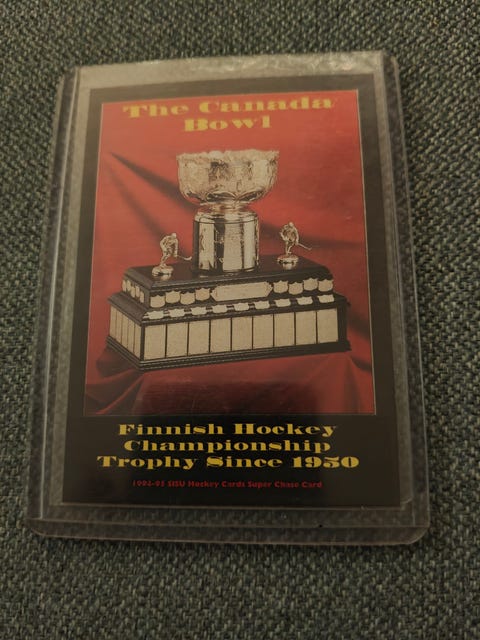 The Canada
Bowl
Finnish Hockey
Championship
Trophy Since 1950
1994-95 SISU Hockey Cards Super Chase Card